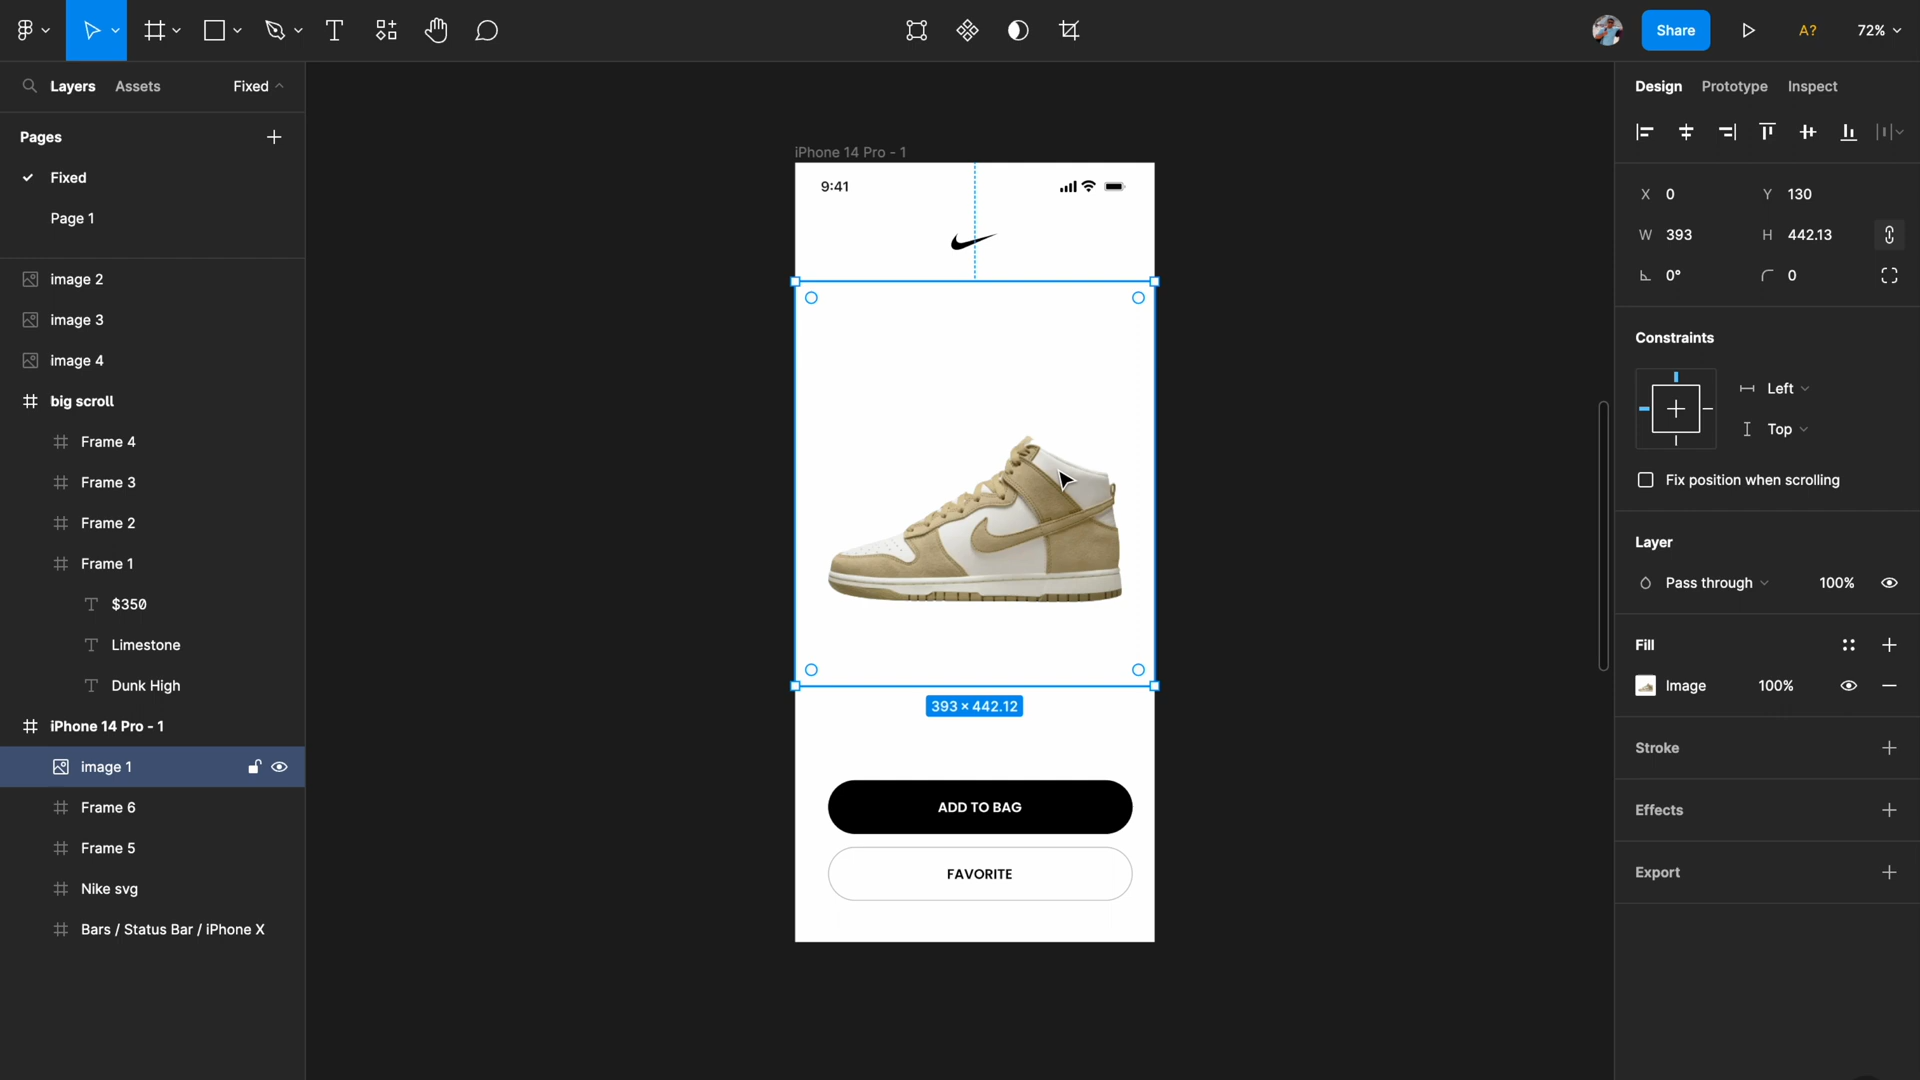 Share
A?
72%
Layers
Assets
Fixed
Design
Prototype
Inspect
Pages
Fixed
Page 1
image 2
image 3
image 4
big scroll
Frame 4
Frame 3
Frame 2
Frame 1
$350
Limestone
Dunk High
iPhone 14 Pro - 1
image 1
Frame 6
Frame 5
Nike svg
Bars / Status Bar / iPhone X
iPhone 14 Pro - 1
9:41
393 × 442.12
ADD TO BAG
FAVORITE
X 0 Y 130
W 393 H 442.13
0° 0
Constraints
Left
Top
Fix position when scrolling
Layer
Pass through 100%
Fill
Image 100%
Stroke
Effects
Export